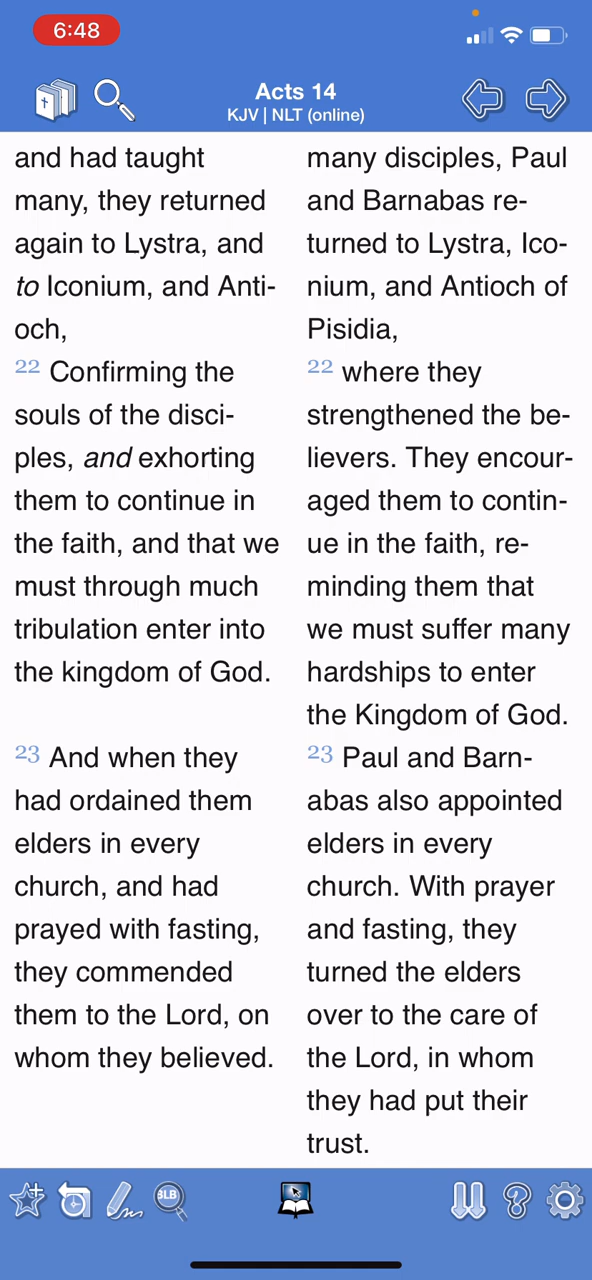 6:48
Acts 14
KJV | NLT (online)
and had taught
many, they returned
again to Lystra, and
to Iconium, and Anti-
och,
22 Confirming the
souls of the disci-
ples, and exhorting
them to continue in
the faith, and that we
must through much
tribulation enter into
the kingdom of God.
23 And when they
had ordained them
elders in every
church, and had
prayed with fasting,
they commended
them to the Lord, on
whom they believed.
many disciples, Paul
and Barnabas re-
turned to Lystra, Ico-
nium, and Antioch of
Pisidia,
22 where they
strengthened the be-
lievers. They encour-
aged them to contin-
ue in the faith, re-
minding them that
we must suffer many
hardships to enter
the Kingdom of God.
23 Paul and Barn-
abas also appointed
elders in every
church. With prayer
and fasting, they
turned the elders
over to the care of
the Lord, in whom
they had put their
trust.
BLB